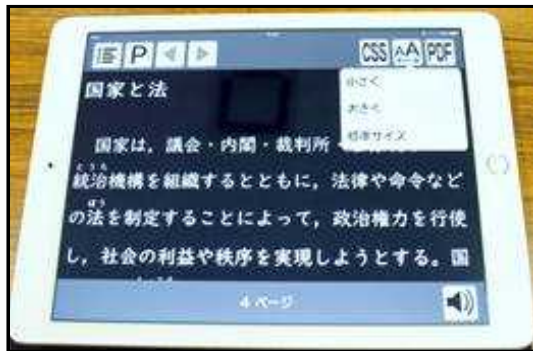 P CSS AA PDF
小さく
大きく
標準サイズ
国家と法
国家は，議会・内閣・裁判所
とうち
統治機構を組織するとともに，法律や命令など
ほう
の法を制定することによって，政治権力を行使
し，社会の利益や秩序を実現しようとする。国
4 ページ